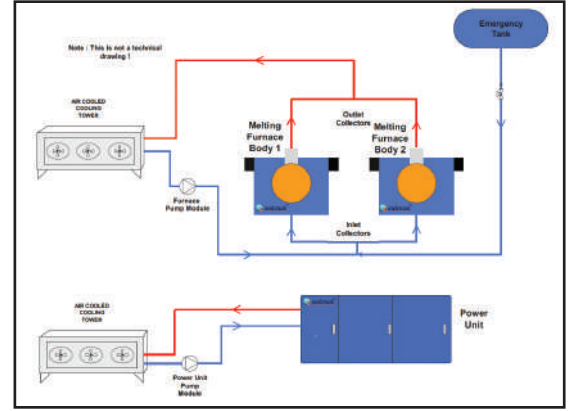 Emergency
Tank
Note : This is not a technical
drawing !
AIR COOLED
COOLING
TOWER
Outlet
Collectors
Melting
Furnace
Body 1
Melting
Furnace
Body 2
Furnace
Pump Module
Inlet
Collectors
AIR COOLED
COOLING
TOWER
Power
Unit
Power Unit
Pump
Module